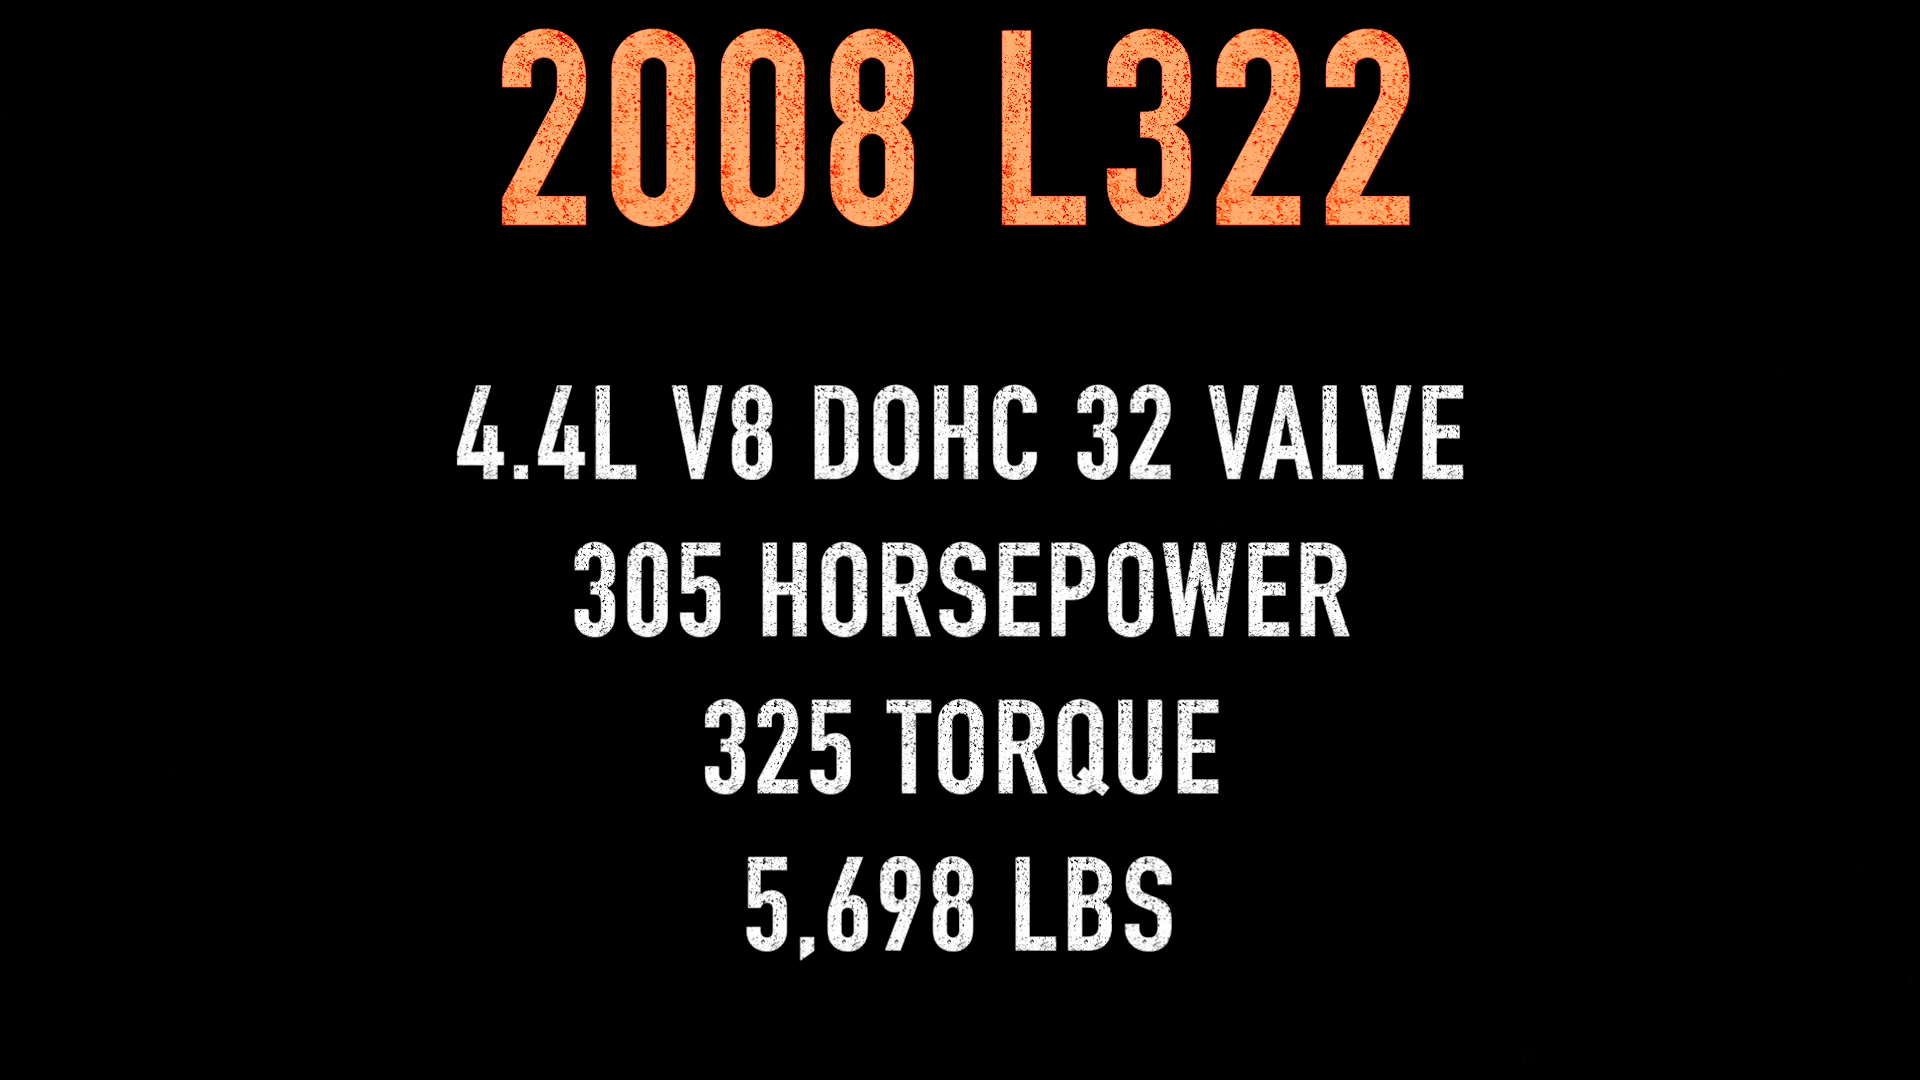 2008 L322
4.4L V8 DOHC 32 VALVE
305 HORSEPOWER
325 TORQUE
5,698 LBS